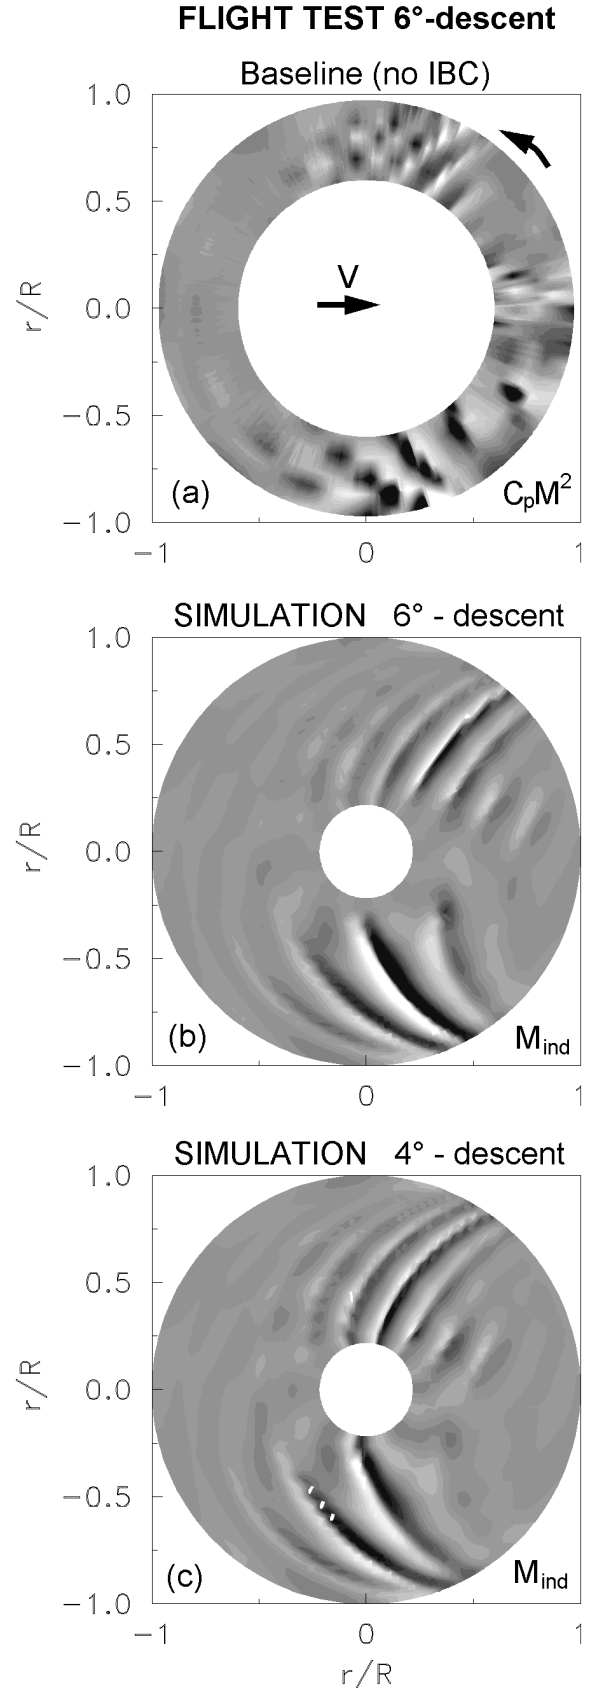 FLIGHT TEST 6°-descent
Baseline (no IBC)
1.0
0.5
V
r/R
0.0
−0.5
(a)
CₚM²
−1.0
−1
0
1
SIMULATION 6° - descent
1.0
0.5
r/R
0.0
−0.5
(b)
M_ind
−1.0
−1
0
1
SIMULATION 4° - descent
1.0
0.5
r/R
0.0
−0.5
(c)
M_ind
−1.0
−1
0
1
r/R